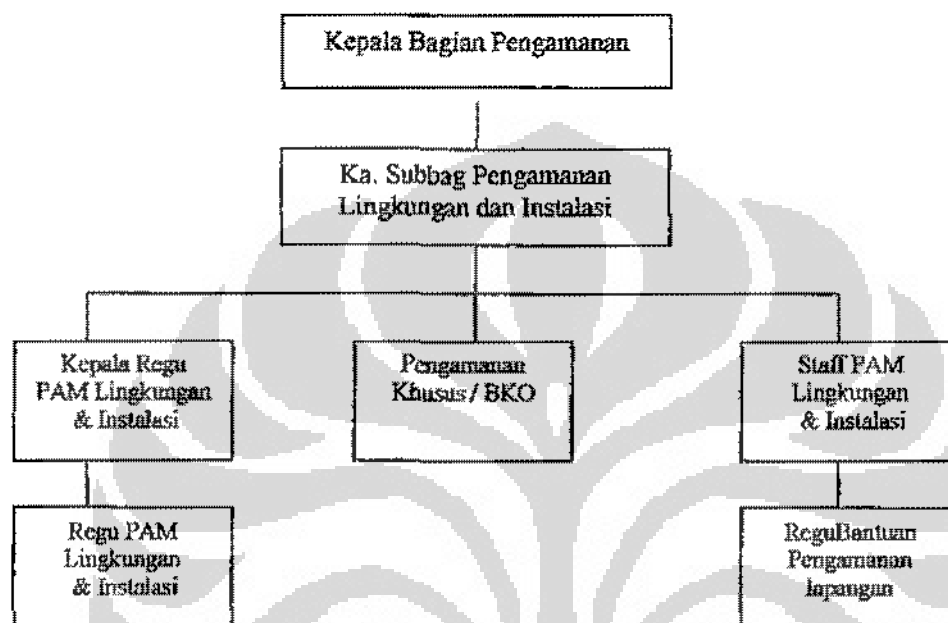 Kepala Bagian Pengamanan
Ka. Subbag Pengamanan
Lingkungan dan Instalasi
Kepala Regu
PAM Lingkungan
& Instalasi
Pengamanan
Khusus / BKO
Staff PAM
Lingkungan
& Instalasi
Regu PAM
Lingkungan
& Instalasi
ReguBantuan
Pengamanan
lapangan